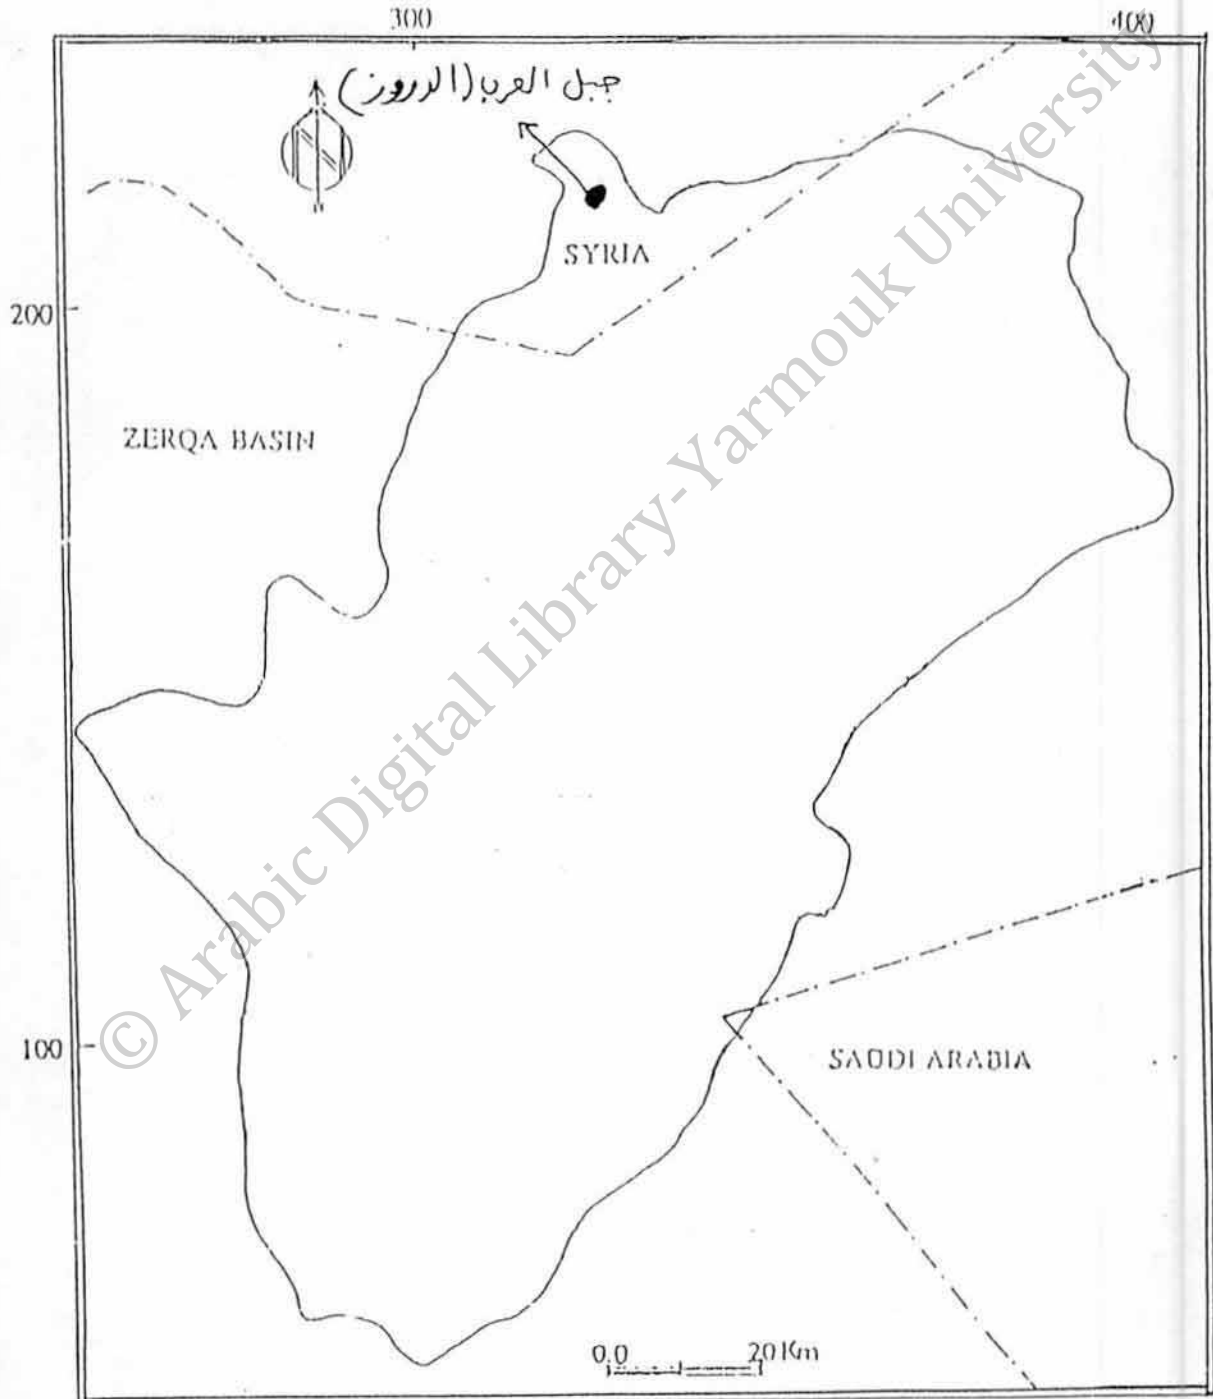 300
400
جبل العرب (الدروز)
SYRIA
200
ZERQA BASIN
100
SAUDI ARABIA
0.0 20 Km
© Arabic Digital Library-Yarmouk University